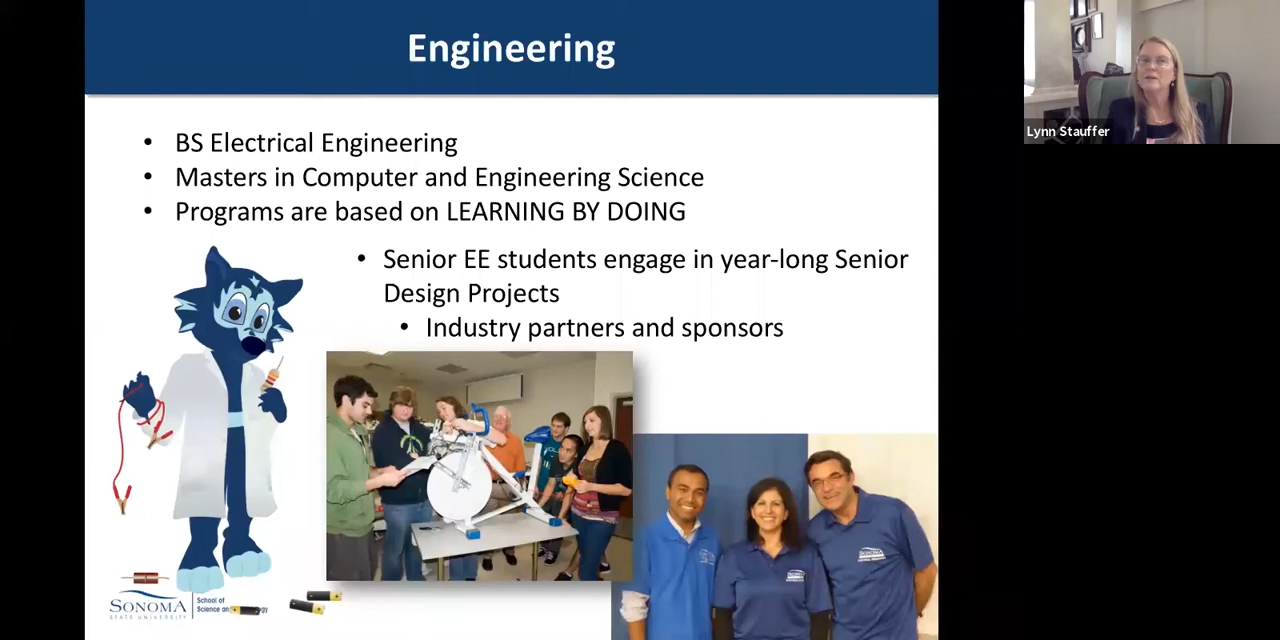 Engineering
Lynn Stauffer
• BS Electrical Engineering
• Masters in Computer and Engineering Science
• Programs are based on LEARNING BY DOING
• Senior EE students engage in year-long Senior
Design Projects
• Industry partners and sponsors
SONOMA
STATE UNIVERSITY
School of
Science
SONOMA
SONOMA